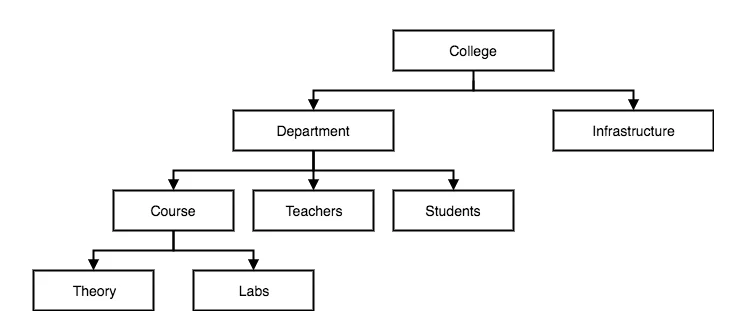 College
Department
Infrastructure
Course
Teachers
Students
Theory
Labs